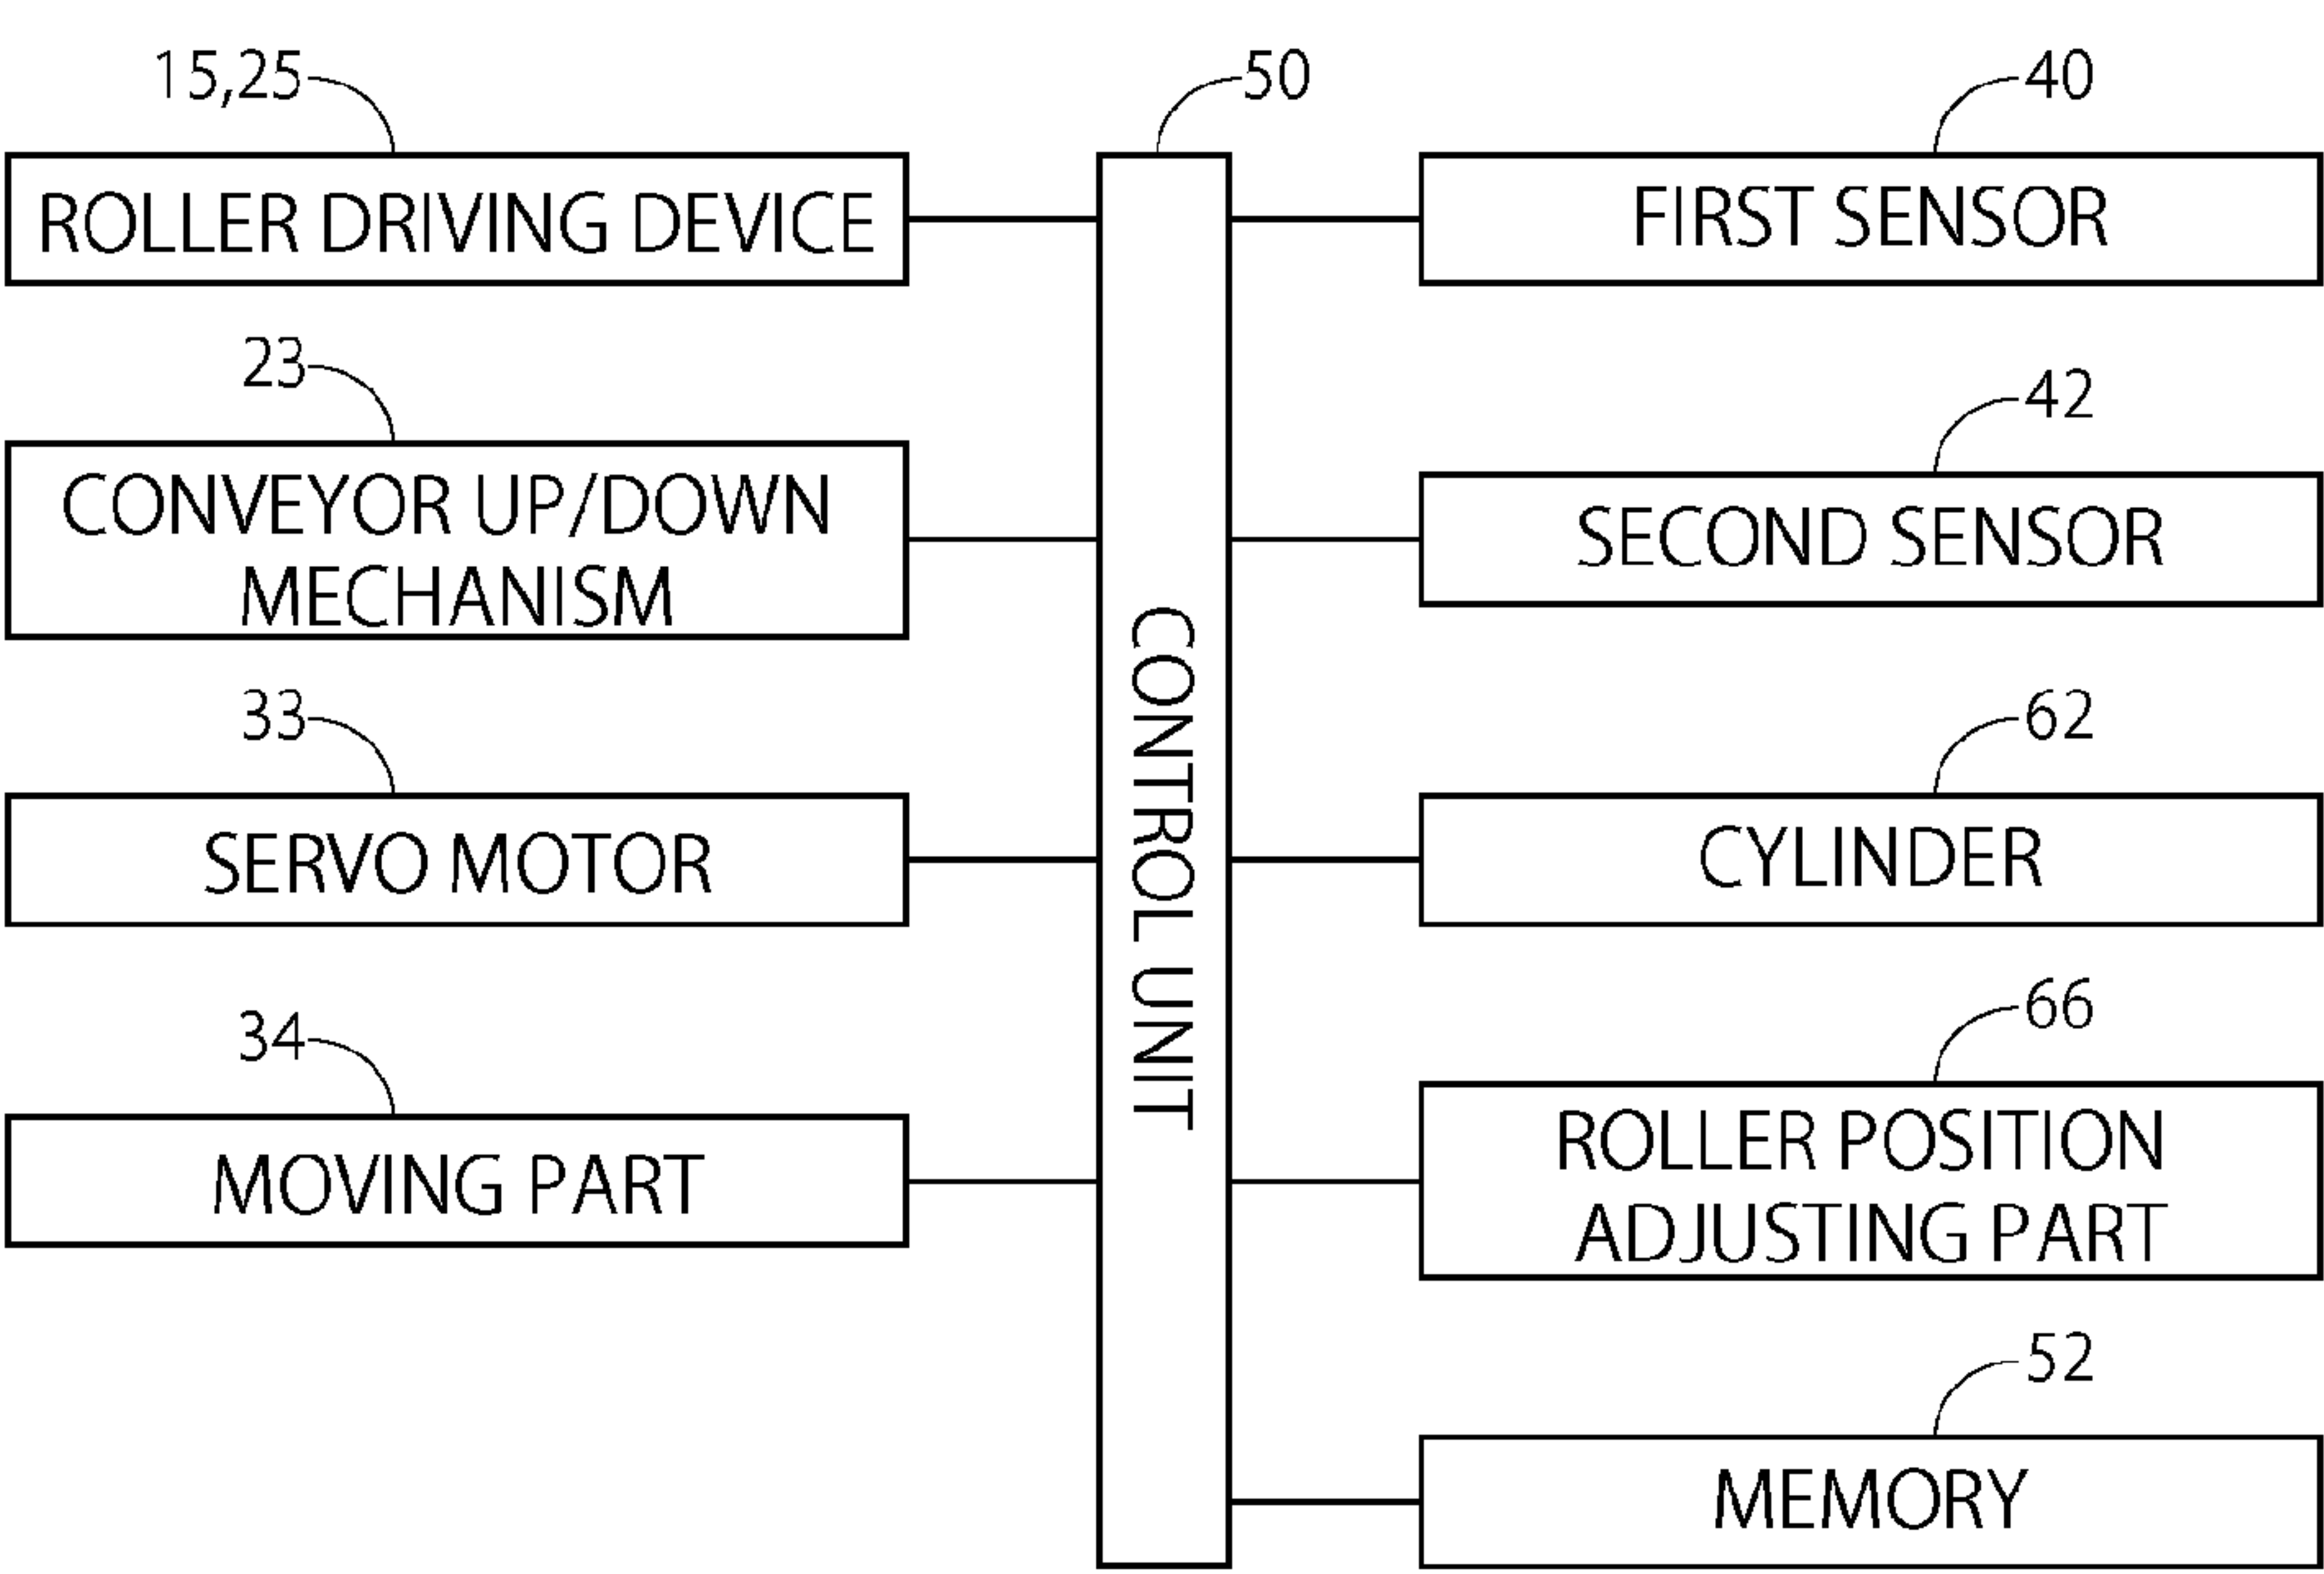 15,25
ROLLER DRIVING DEVICE
23
CONVEYOR UP/DOWN
MECHANISM
33
SERVO MOTOR
34
MOVING PART
50
CONTROL UNIT
40
FIRST SENSOR
42
SECOND SENSOR
62
CYLINDER
66
ROLLER POSITION
ADJUSTING PART
52
MEMORY